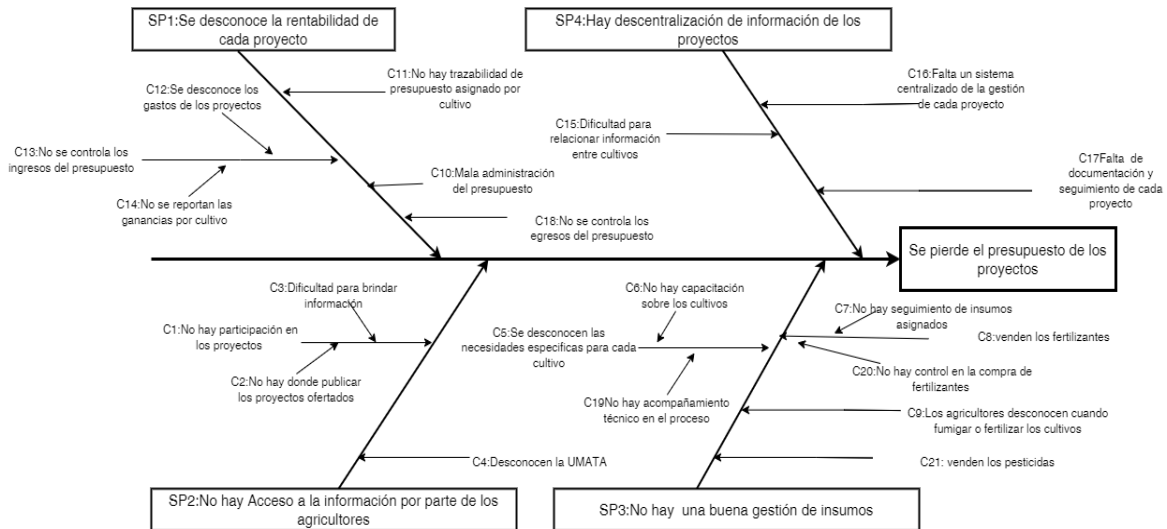 SP1:Se desconoce la rentabilidad de
cada proyecto
SP4:Hay descentralización de información de los
proyectos
C11:No hay trazabilidad de
presupuesto asignado por
cultivo
C12:Se desconoce los
gastos de los proyectos
C13:No se controla los
ingresos del presupuesto
C14:No se reportan las
ganancias por cultivo
C10:Mala administración
del presupuesto
C18:No se controla los
egresos del presupuesto
C16:Falta un sistema
centralizado de la gestión
de cada proyecto
C15:Dificultad para
relacionar información
entre cultivos
C17Falta de
documentación y
seguimiento de cada
proyecto
Se pierde el presupuesto de los
proyectos
C3:Dificultad para brindar
información
C1:No hay participación en
los proyectos
C2:No hay donde publicar
los proyectos ofertados
C4:Desconocen la UMATA
C6:No hay capacitación
sobre los cultivos
C5:Se desconocen las
necesidades especificas para cada
cultivo
C19No hay acompañamiento
técnico en el proceso
C7:No hay seguimiento de insumos
asignados
C8:venden los fertilizantes
C20:No hay control en la compra de
fertilizantes
C9:Los agricultores desconocen cuando
fumigar o fertilizar los cultivos
C21: venden los pesticidas
SP2:No hay Acceso a la información por parte de los
agricultores
SP3:No hay una buena gestión de insumos